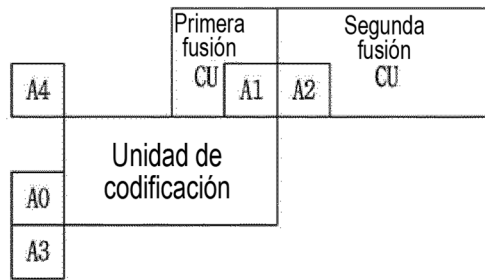 Primera
fusión
CU
Segunda
fusión
CU
A4
A1
A2
Unidad de
codificación
A0
A3